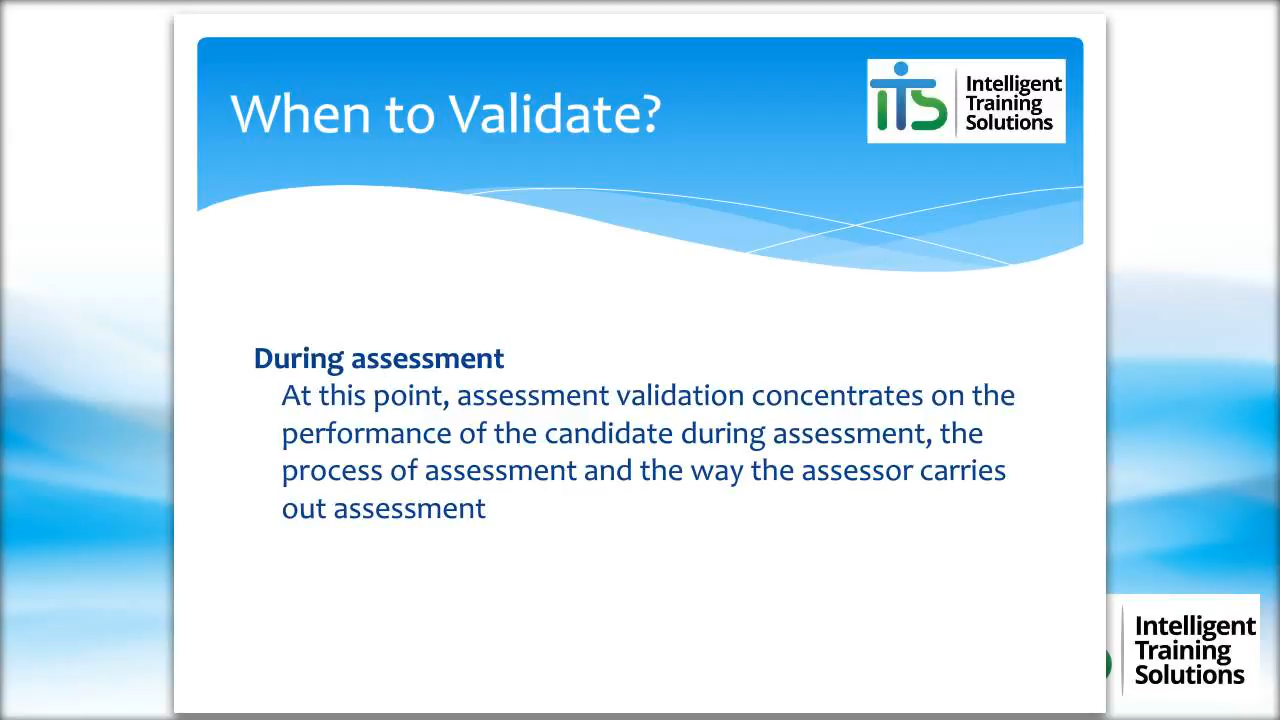 When to Validate?
iTS
Intelligent
Training
Solutions
During assessment
At this point, assessment validation concentrates on the
performance of the candidate during assessment, the
process of assessment and the way the assessor carries
out assessment
Intelligent
Training
Solutions